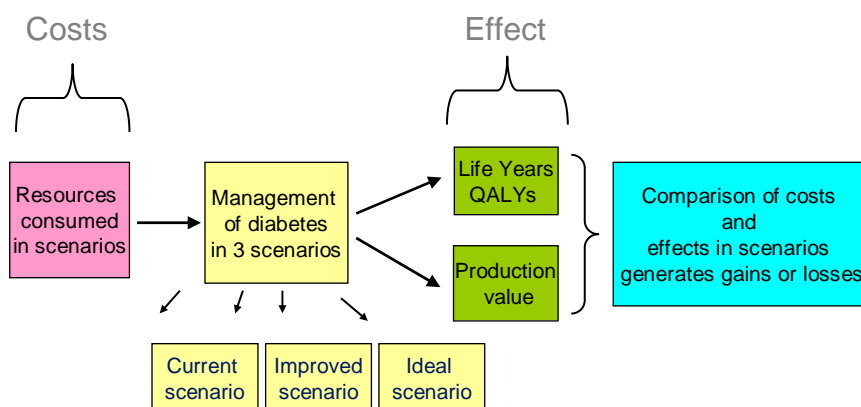 Costs
Effect
Resources
consumed
in scenarios
Management
of diabetes
in 3 scenarios
Life Years
QALYs
Production
value
Comparison of costs
and
effects in scenarios
generates gains or losses
Current
scenario
Improved
scenario
Ideal
scenario